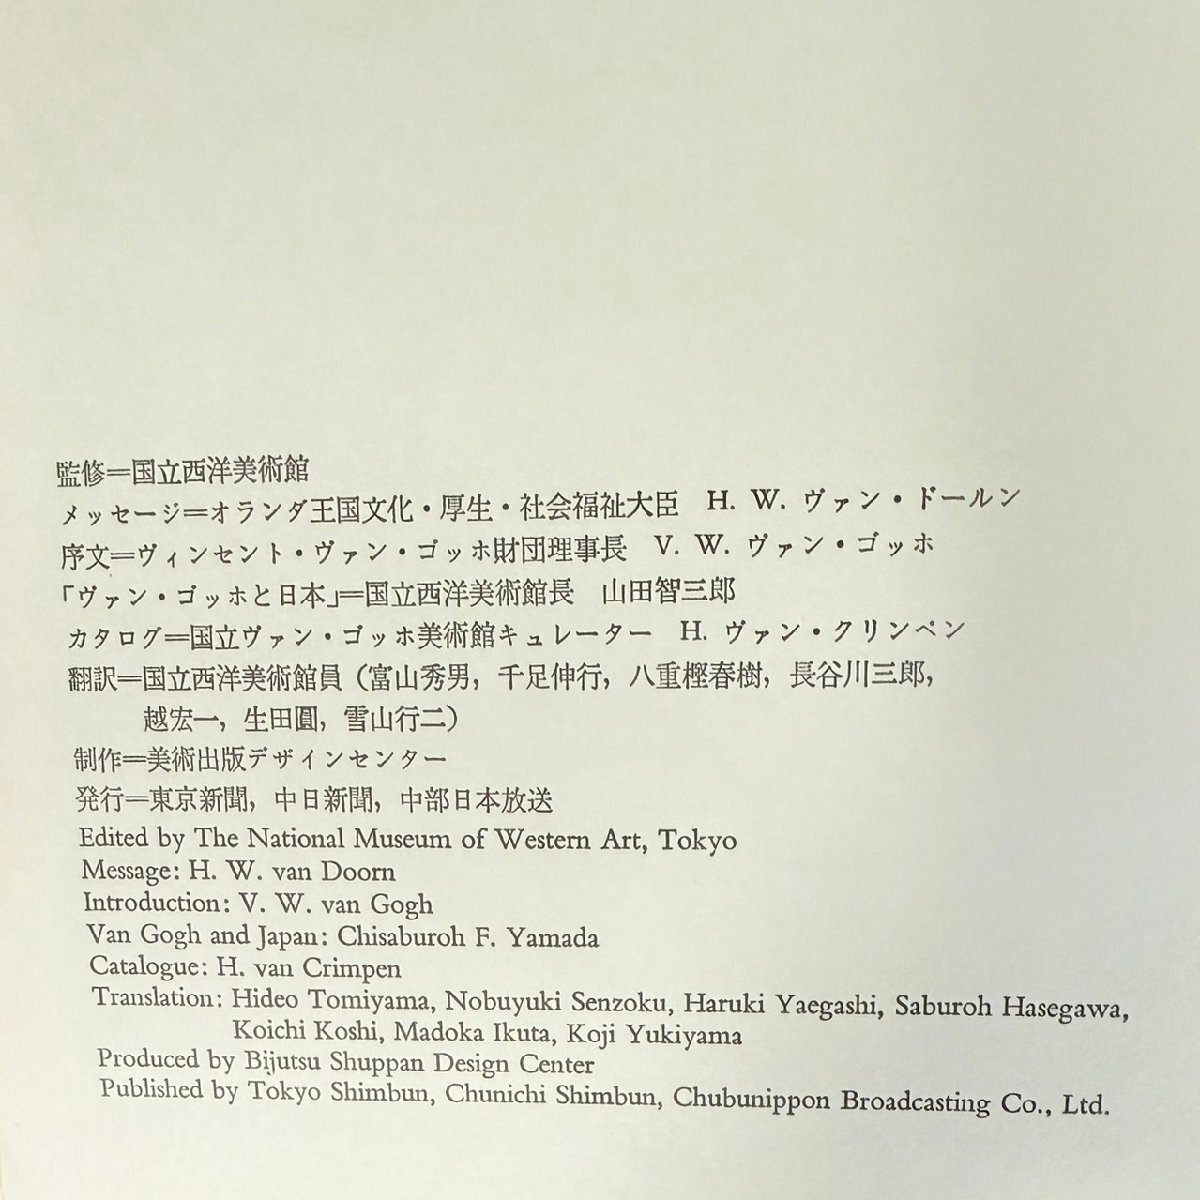 監修=国立西洋美術館
メッセージ=オランダ王国文化・厚生・社会福祉大臣　H. W. ヴァン・ドールン
序文=ヴィンセント・ヴァン・ゴッホ財団理事長　V. W. ヴァン・ゴッホ
「ヴァン・ゴッホと日本」=国立西洋美術館長　山田智三郎
カタログ=国立ヴァン・ゴッホ美術館キュレーター　H. ヴァン・クリンペン
翻訳=国立西洋美術館員（富山秀男，千足伸行，八重樫春樹，長谷川三郎，
越宏一，生田圓，雪山行二）
制作=美術出版デザインセンター
発行=東京新聞，中日新聞，中部日本放送
Edited by The National Museum of Western Art, Tokyo
Message: H. W. van Doorn
Introduction: V. W. van Gogh
Van Gogh and Japan: Chisaburoh F. Yamada
Catalogue: H. van Crimpen
Translation: Hideo Tomiyama, Nobuyuki Senzoku, Haruki Yaegashi, Saburoh Hasegawa,
Koichi Koshi, Madoka Ikuta, Koji Yukiyama
Produced by Bijutsu Shuppan Design Center
Published by Tokyo Shimbun, Chunichi Shimbun, Chubunippon Broadcasting Co., Ltd.